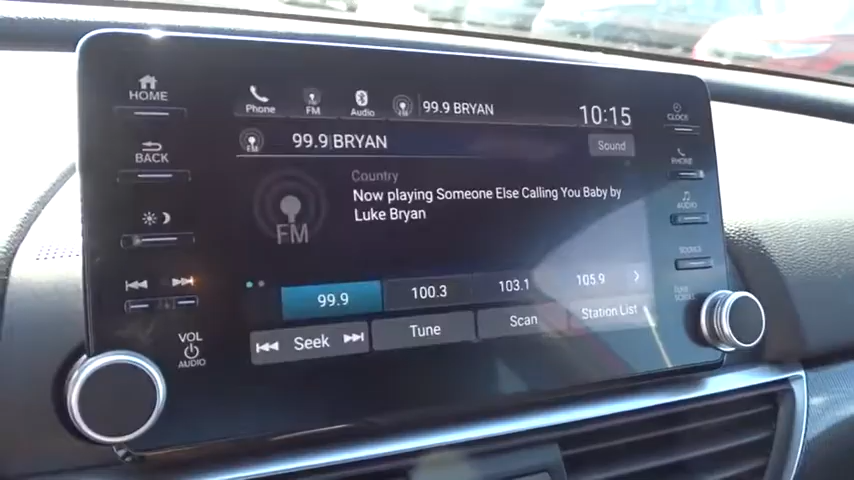 HOME
Phone
FM
Audio
99.9 BRYAN
10:15
CLOCK
FM
99.9 BRYAN
Sound
BACK
PHONE
Country
Now playing Someone Else Calling You Baby by
Luke Bryan
FM
AUDIO
99.9
100.3
103.1
105.9
Seek
Tune
Scan
Station List
VOL
AUDIO